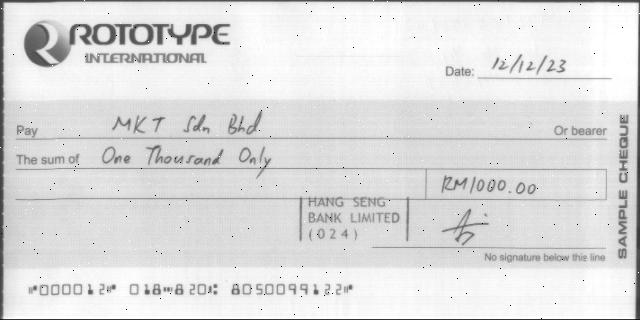 ROTOTYPE
INTERNATIONAL
Date: 12/12/23
Pay MKT Sdn Bhd Or bearer
The sum of One Thousand Only
RM1000.00
HANG SENG
BANK LIMITED
(024)
No signature below this line
SAMPLE CHEQUE
⑈000012⑈ 018⑉820⑆ 805009912⑈